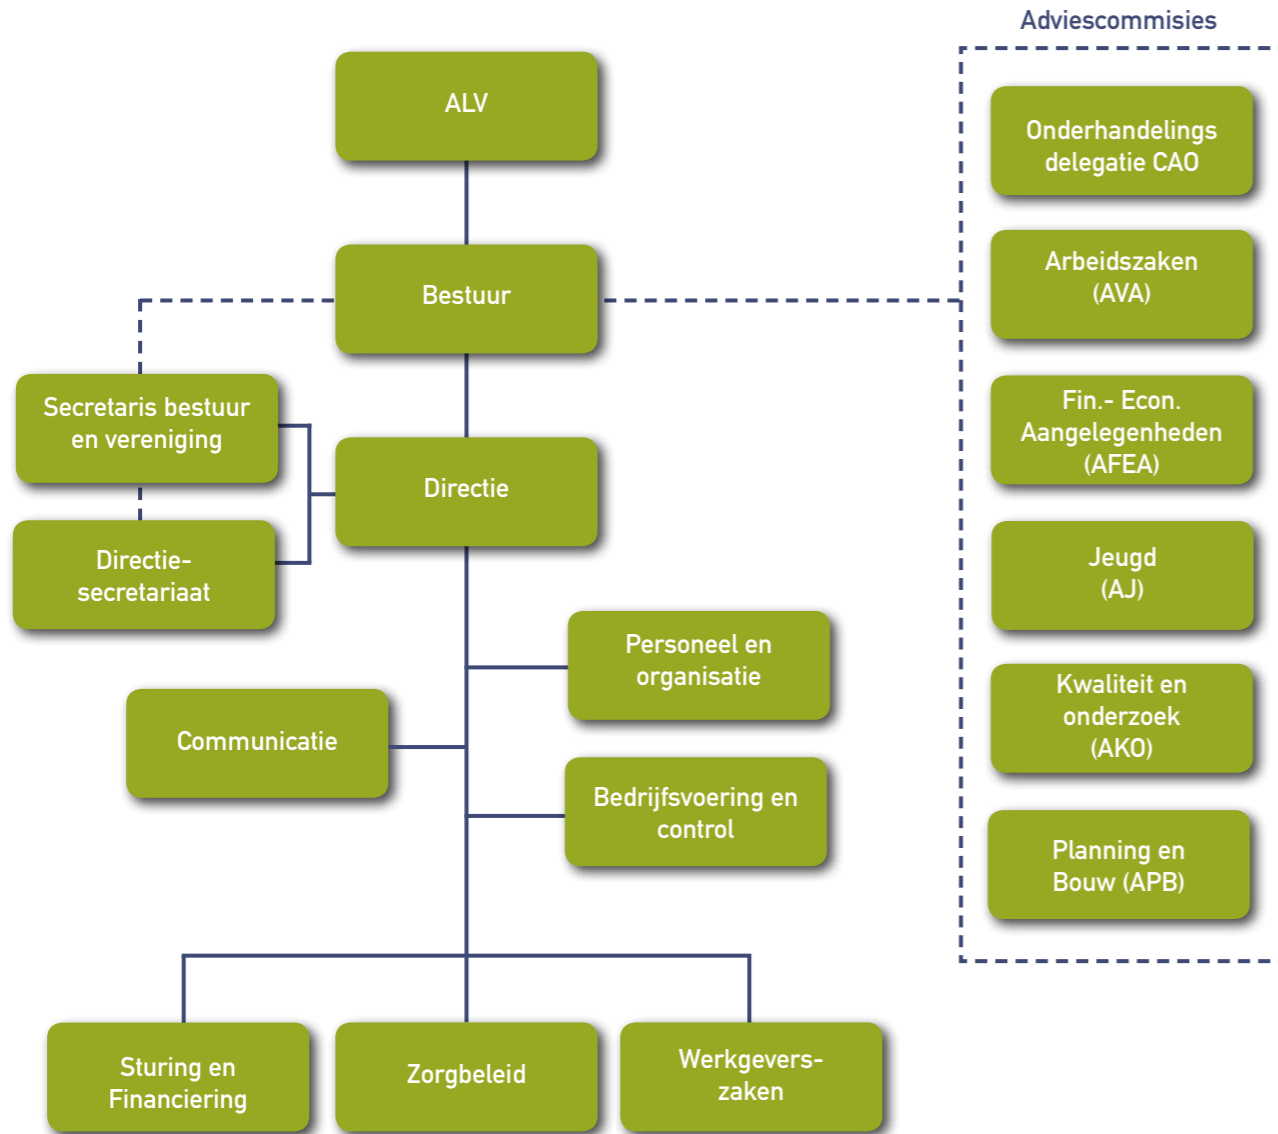 Adviescommisies
ALV
Bestuur
Secretaris bestuur
en vereniging
Directie
Directie-
secretariaat
Personeel en
organisatie
Communicatie
Bedrijfsvoering en
control
Sturing en
Financiering
Zorgbeleid
Werkgevers-
zaken
Onderhandelings
delegatie CAO
Arbeidszaken
(AVA)
Fin.- Econ.
Aangelegenheden
(AFEA)
Jeugd
(AJ)
Kwaliteit en
onderzoek
(AKO)
Planning en
Bouw (APB)